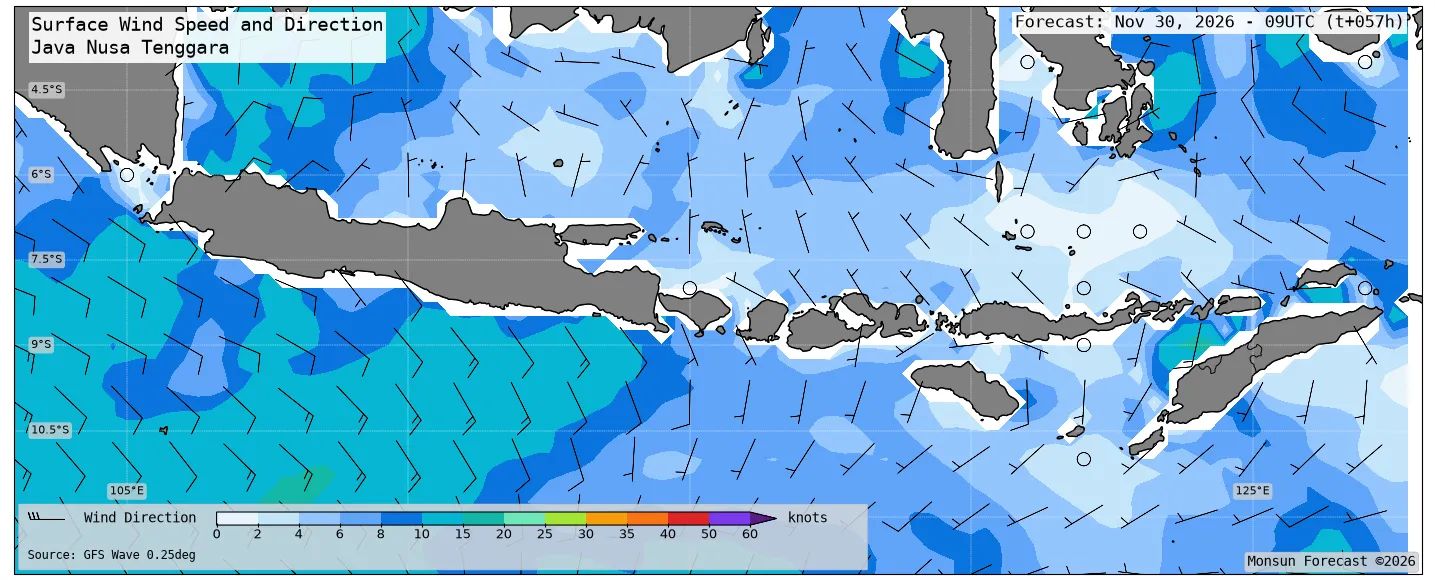 Surface Wind Speed and Direction
Java Nusa Tenggara
Forecast: Nov 30, 2026 - 09UTC (t+057h)
4.5°S
6°S
7.5°S
9°S
10.5°S
105°E
125°E
Wind Direction
0 2 4 6 8 10 15 20 25 30 35 40 50 60
knots
Source: GFS Wave 0.25deg
Monsun Forecast ©2026